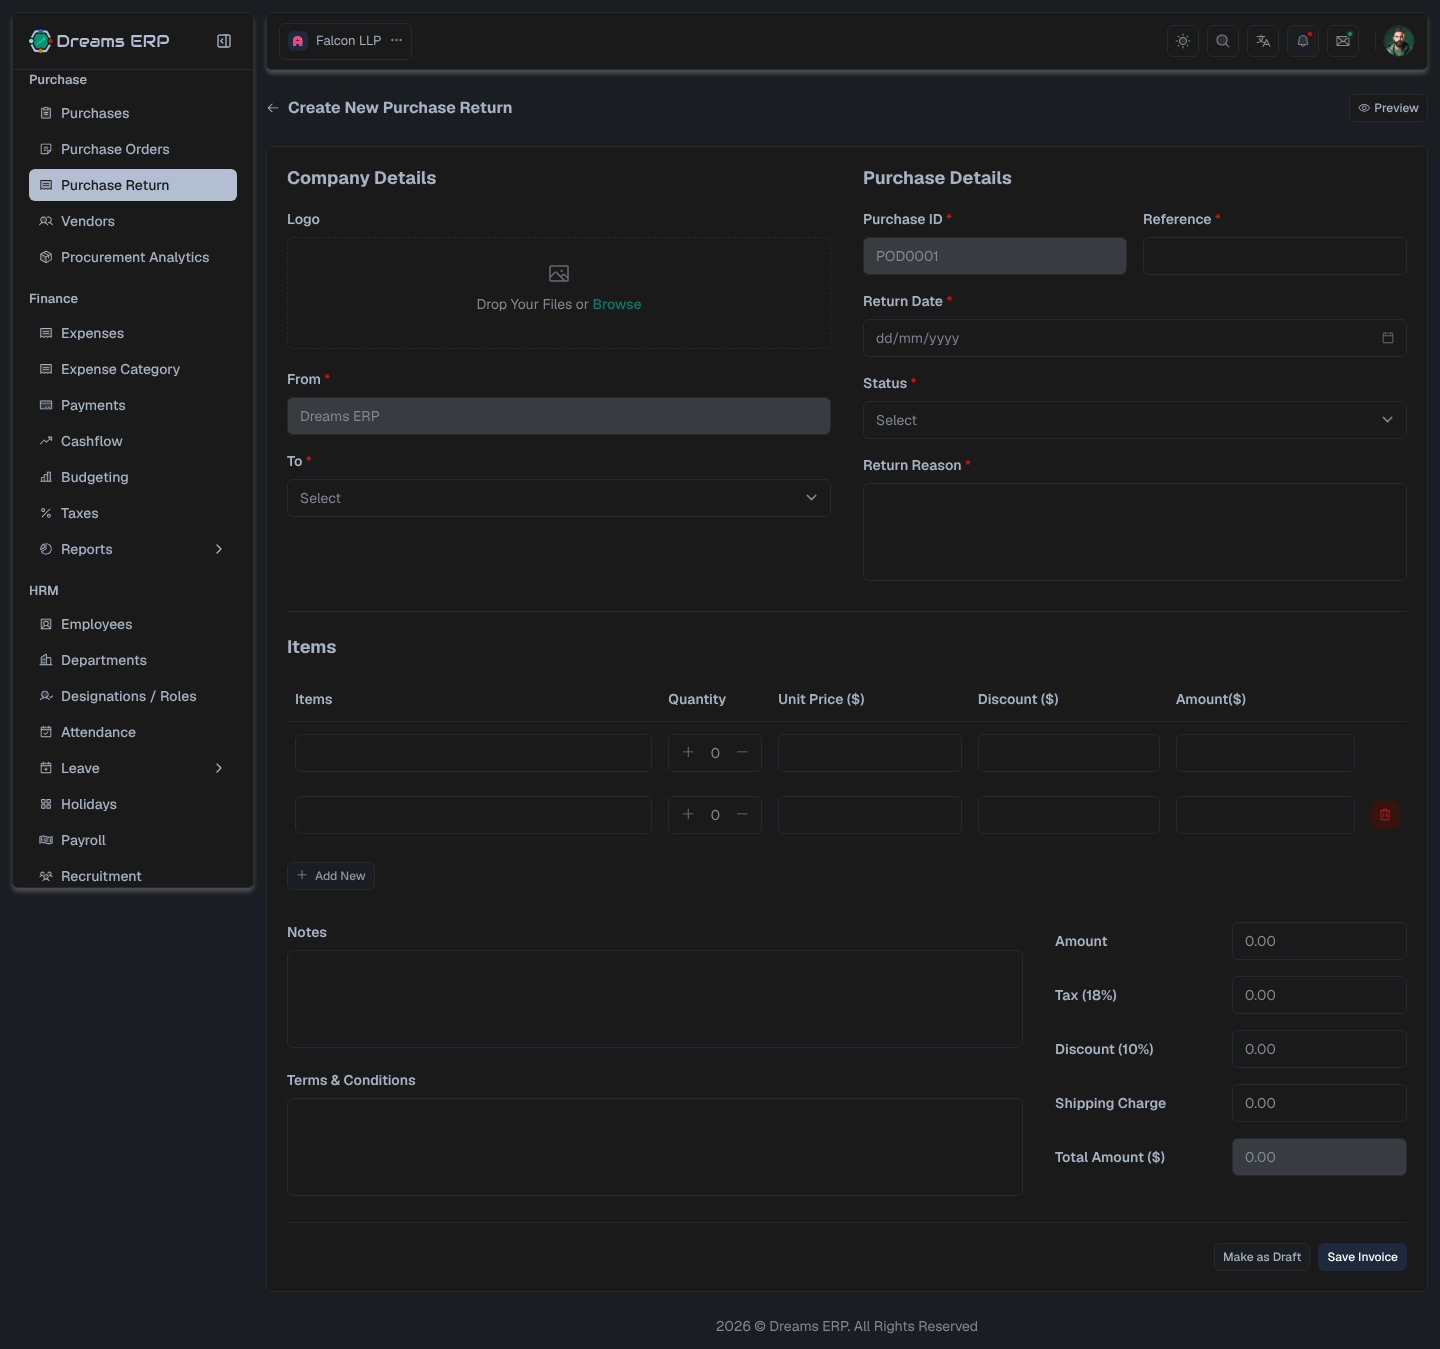 Dreams ERP
Purchase
Purchases
Purchase Orders
Purchase Return
Vendors
Procurement Analytics
Finance
Expenses
Expense Category
Payments
Cashflow
Budgeting
Taxes
Reports
HRM
Employees
Departments
Designations / Roles
Attendance
Leave
Holidays
Payroll
Recruitment
Falcon LLP
Create New Purchase Return
Preview
Company Details
Logo
Drop Your Files or Browse
From *
Dreams ERP
To *
Select
Purchase Details
Purchase ID *
Reference *
POD0001
Return Date *
dd/mm/yyyy
Status *
Select
Return Reason *
Items
Items Quantity Unit Price ($) Discount ($) Amount($)
0
0
Add New
Notes
Terms & Conditions
Amount 0.00
Tax (18%) 0.00
Discount (10%) 0.00
Shipping Charge 0.00
Total Amount ($) 0.00
Make as Draft
Save Invoice
2026 © Dreams ERP. All Rights Reserved